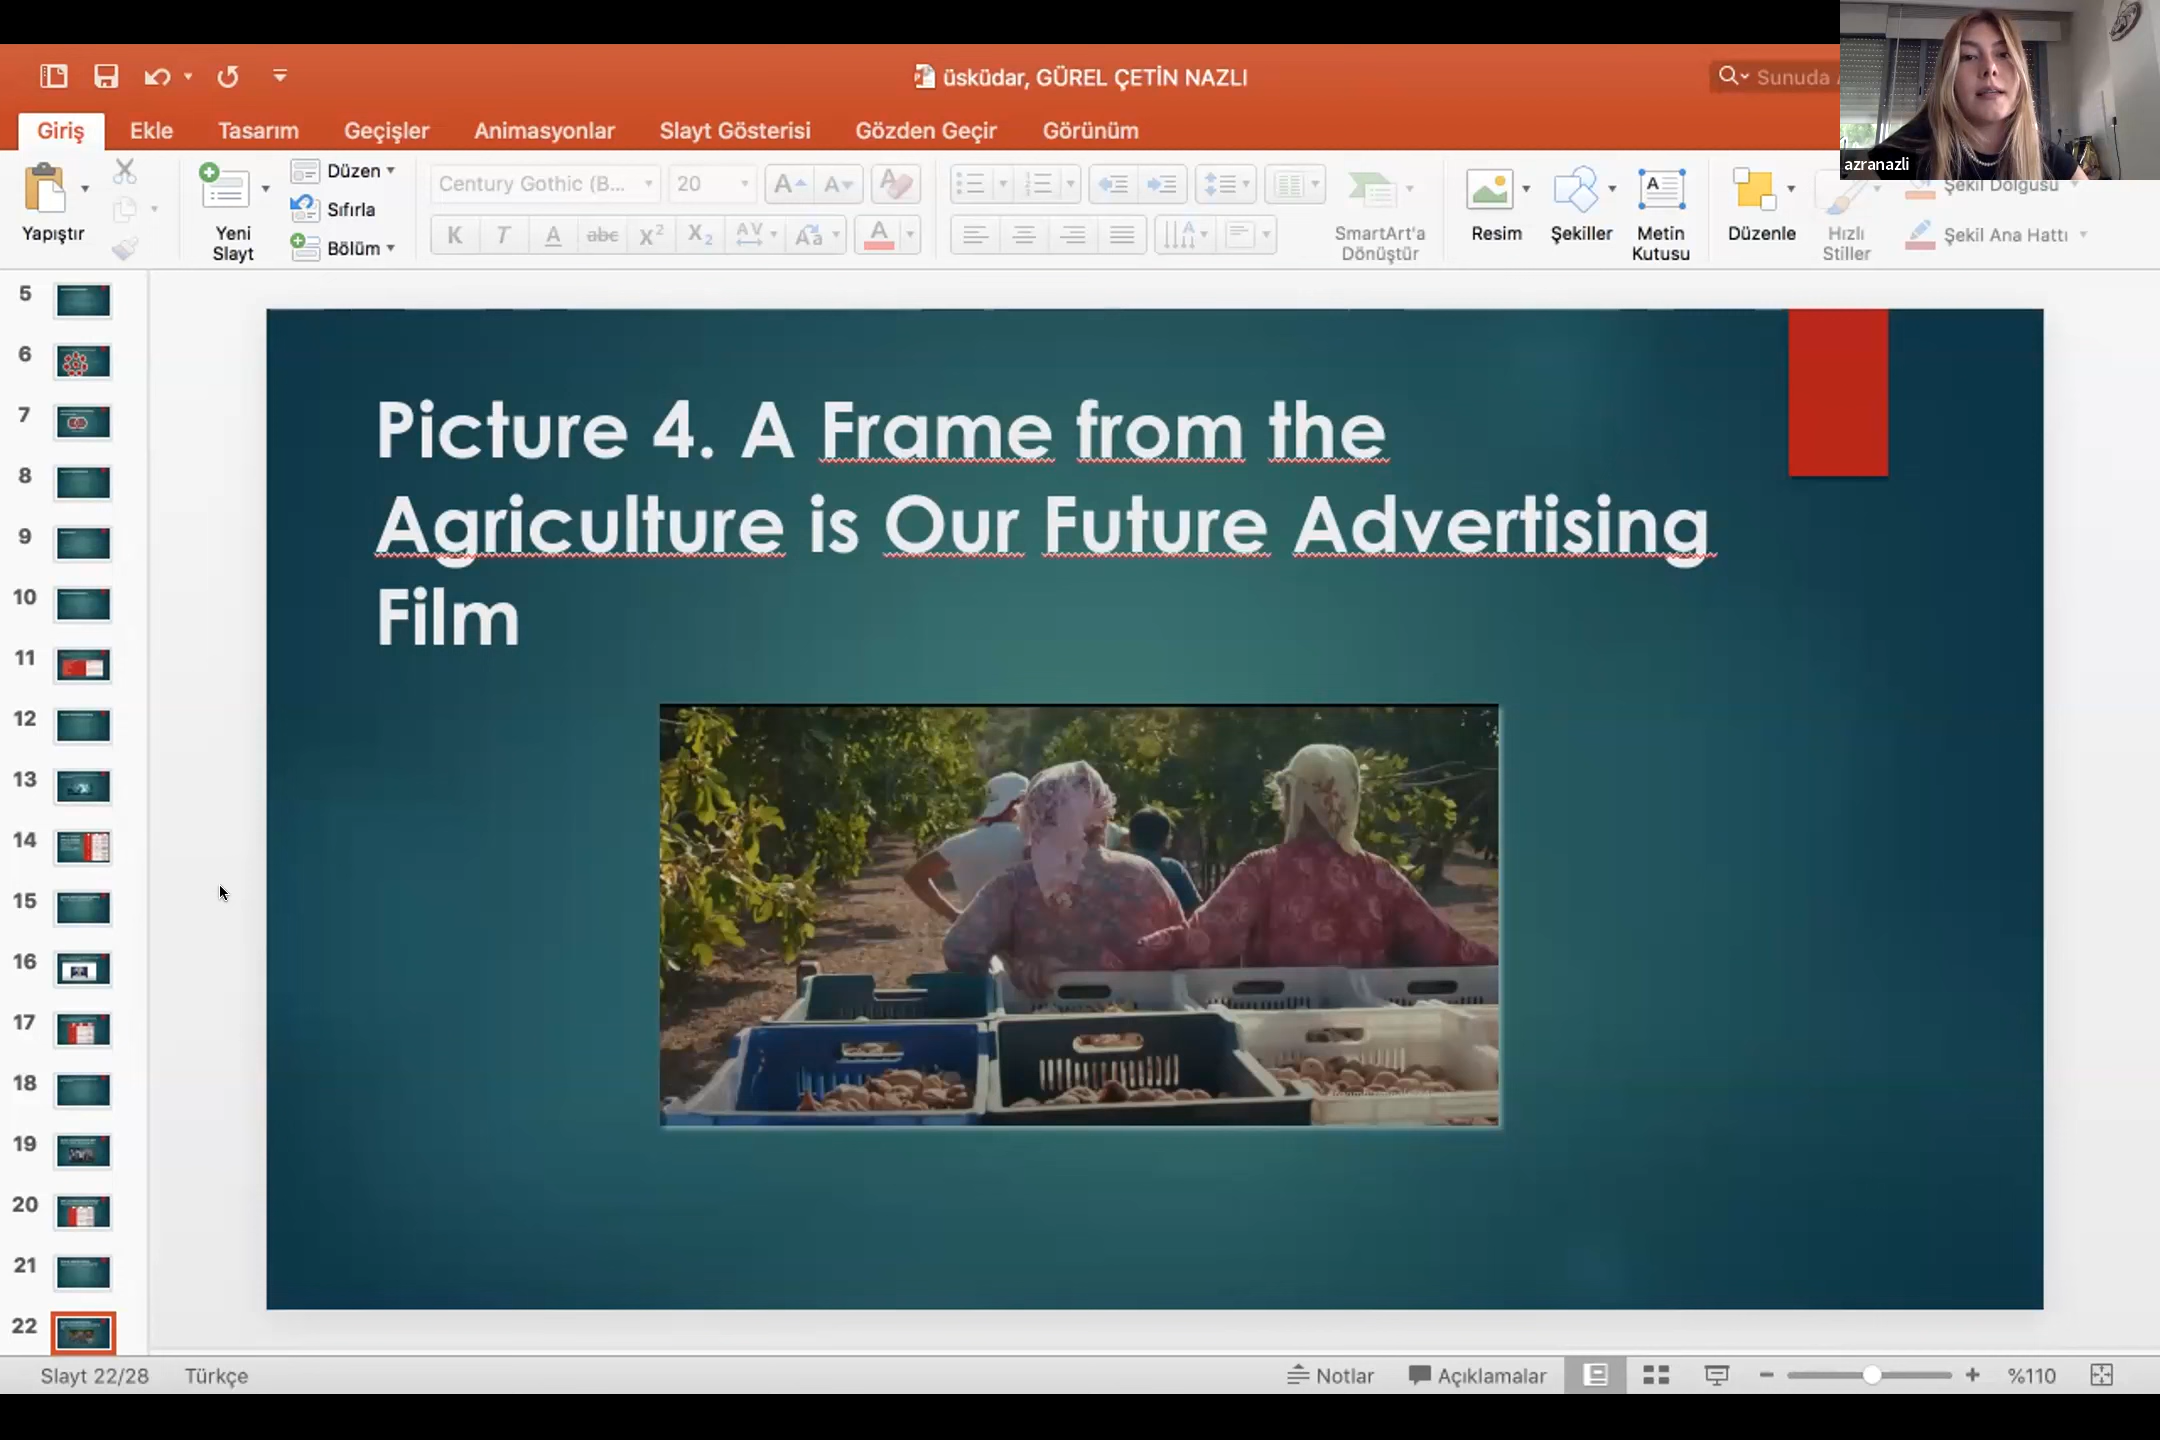 üsküdar, GÜREL ÇETİN NAZLI
Sunuda
azranazli
Giriş Ekle Tasarım Geçişler Animasyonlar Slayt Gösterisi Gözden Geçir Görünüm
Yapıştır
Yeni
Slayt
Düzen
Sıfırla
Bölüm
Century Gothic (B... 20
SmartArt'a
Dönüştür
Resim
Şekiller
Metin
Kutusu
Düzenle
Hızlı
Stiller
Şekil Dolgusu
Şekil Ana Hattı
5
6
7
8
9
10
11
12
13
14
15
16
17
18
19
20
21
22
Picture 4. A Frame from the
Agriculture is Our Future Advertising
Film
Slayt 22/28 Türkçe Notlar Açıklamalar %110